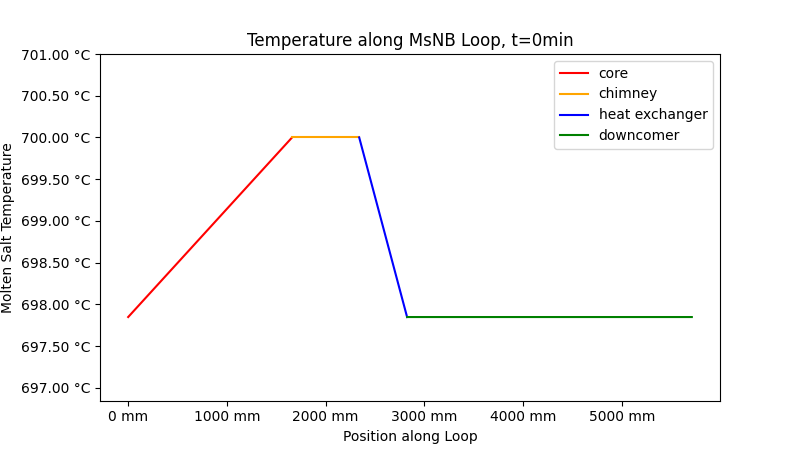 Temperature along MsNB Loop, t=0min
701.00 °C
700.50 °C
700.00 °C
699.50 °C
699.00 °C
698.50 °C
698.00 °C
697.50 °C
697.00 °C
Molten Salt Temperature
core
chimney
heat exchanger
downcomer
0 mm 1000 mm 2000 mm 3000 mm 4000 mm 5000 mm
Position along Loop